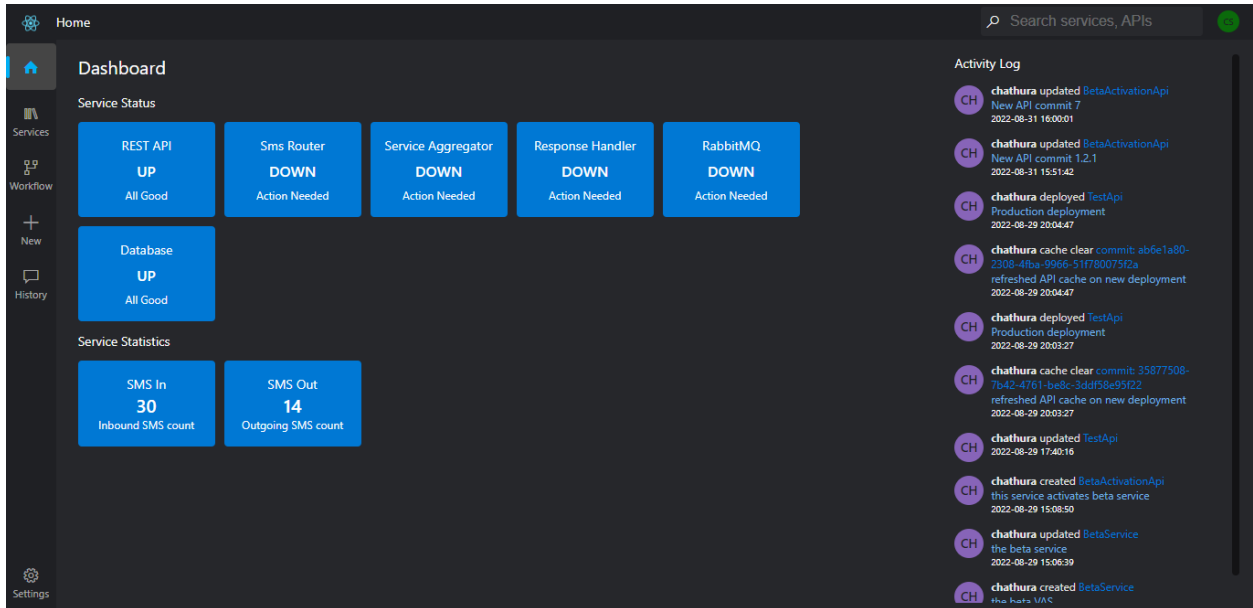 Home
Search services, APIs
CS
Services
Workflow
New
History
Settings
Dashboard
Service Status
REST API
UP
All Good
Sms Router
DOWN
Action Needed
Service Aggregator
DOWN
Action Needed
Response Handler
DOWN
Action Needed
RabbitMQ
DOWN
Action Needed
Database
UP
All Good
Service Statistics
SMS In
30
Inbound SMS count
SMS Out
14
Outgoing SMS count
Activity Log
CH
chathura updated BetaActivationApi
New API commit 7
2022-08-31 16:00:01
CH
chathura updated BetaActivationApi
New API commit 1.2.1
2022-08-31 15:51:42
CH
chathura deployed TestApi
Production deployment
2022-08-29 20:04:47
CH
chathura cache clear commit: ab6e1a80-
2308-4fba-9966-51f780075f2a
refreshed API cache on new deployment
2022-08-29 20:04:47
CH
chathura deployed TestApi
Production deployment
2022-08-29 20:03:27
CH
chathura cache clear commit: 35877508-
7b42-4761-be8c-3ddf58e95f22
refreshed API cache on new deployment
2022-08-29 20:03:27
CH
chathura updated TestApi
2022-08-29 17:40:16
CH
chathura created BetaActivationApi
this service activates beta service
2022-08-29 15:08:50
CH
chathura updated BetaService
the beta service
2022-08-29 15:06:39
CH
chathura created BetaService
the beta VAS